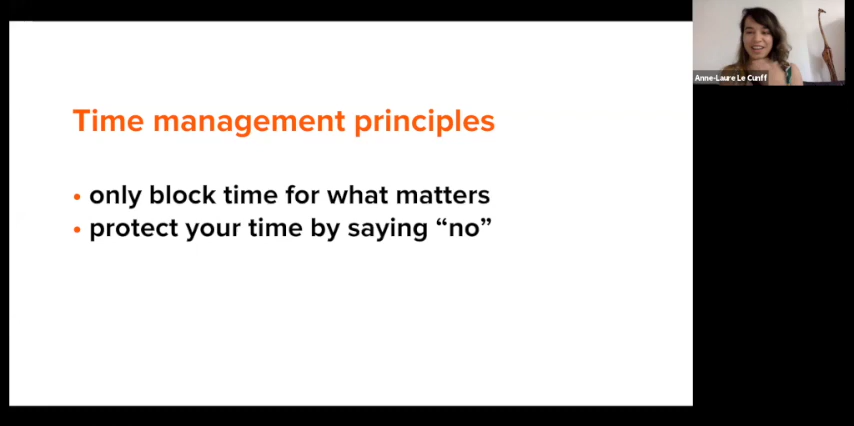 Time management principles
• only block time for what matters
• protect your time by saying “no”
Anne-Laure Le Cunff